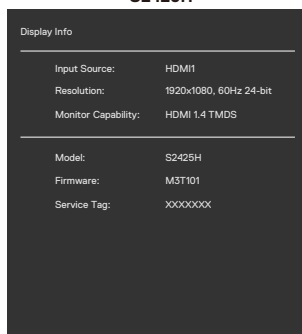 Display Info
Input Source: HDMI1
Resolution: 1920x1080, 60Hz 24-bit
Monitor Capability: HDMI 1.4 TMDS
Model: S2425H
Firmware: M3T101
Service Tag: XXXXXXX